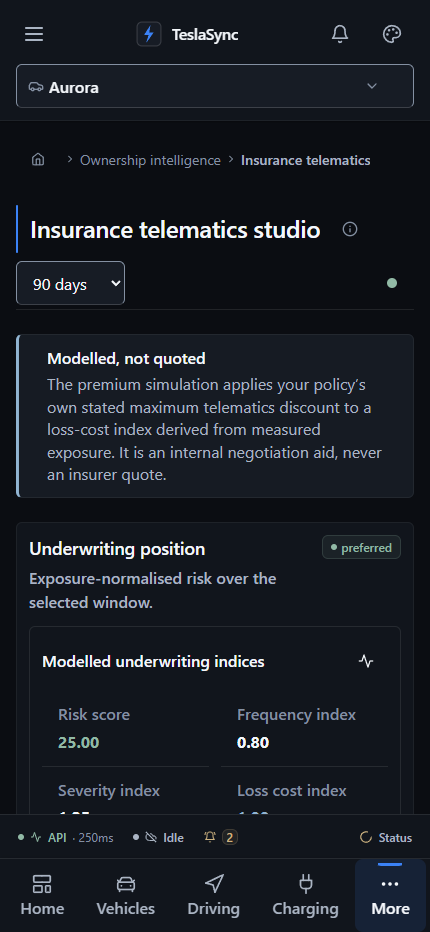 TeslaSync
Aurora
Ownership intelligence
Insurance telematics
Insurance telematics studio
90 days
Modelled, not quoted
The premium simulation applies your policy's
own stated maximum telematics discount to a
loss-cost index derived from measured
exposure. It is an internal negotiation aid, never
an insurer quote.
Underwriting position
preferred
Exposure-normalised risk over the
selected window.
Modelled underwriting indices
Risk score
Frequency index
25.00
0.80
Severity index
Loss cost index
API · 250ms
Idle
2
Status
Home
Vehicles
Driving
Charging
More